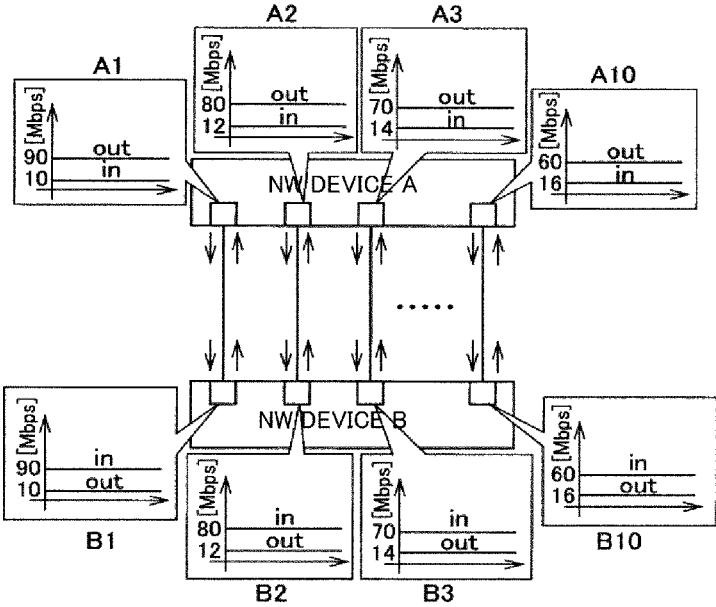 A2 A3
A1 A10
[Mbps]
80 out
12 in
[Mbps]
70 out
14 in
[Mbps]
90 out
10 in
[Mbps]
60 out
16 in
NW DEVICE A
.....
NW DEVICE B
[Mbps]
90 in
10 out
[Mbps]
60 in
16 out
[Mbps]
80 in
12 out
[Mbps]
70 in
14 out
B1 B10
B2 B3